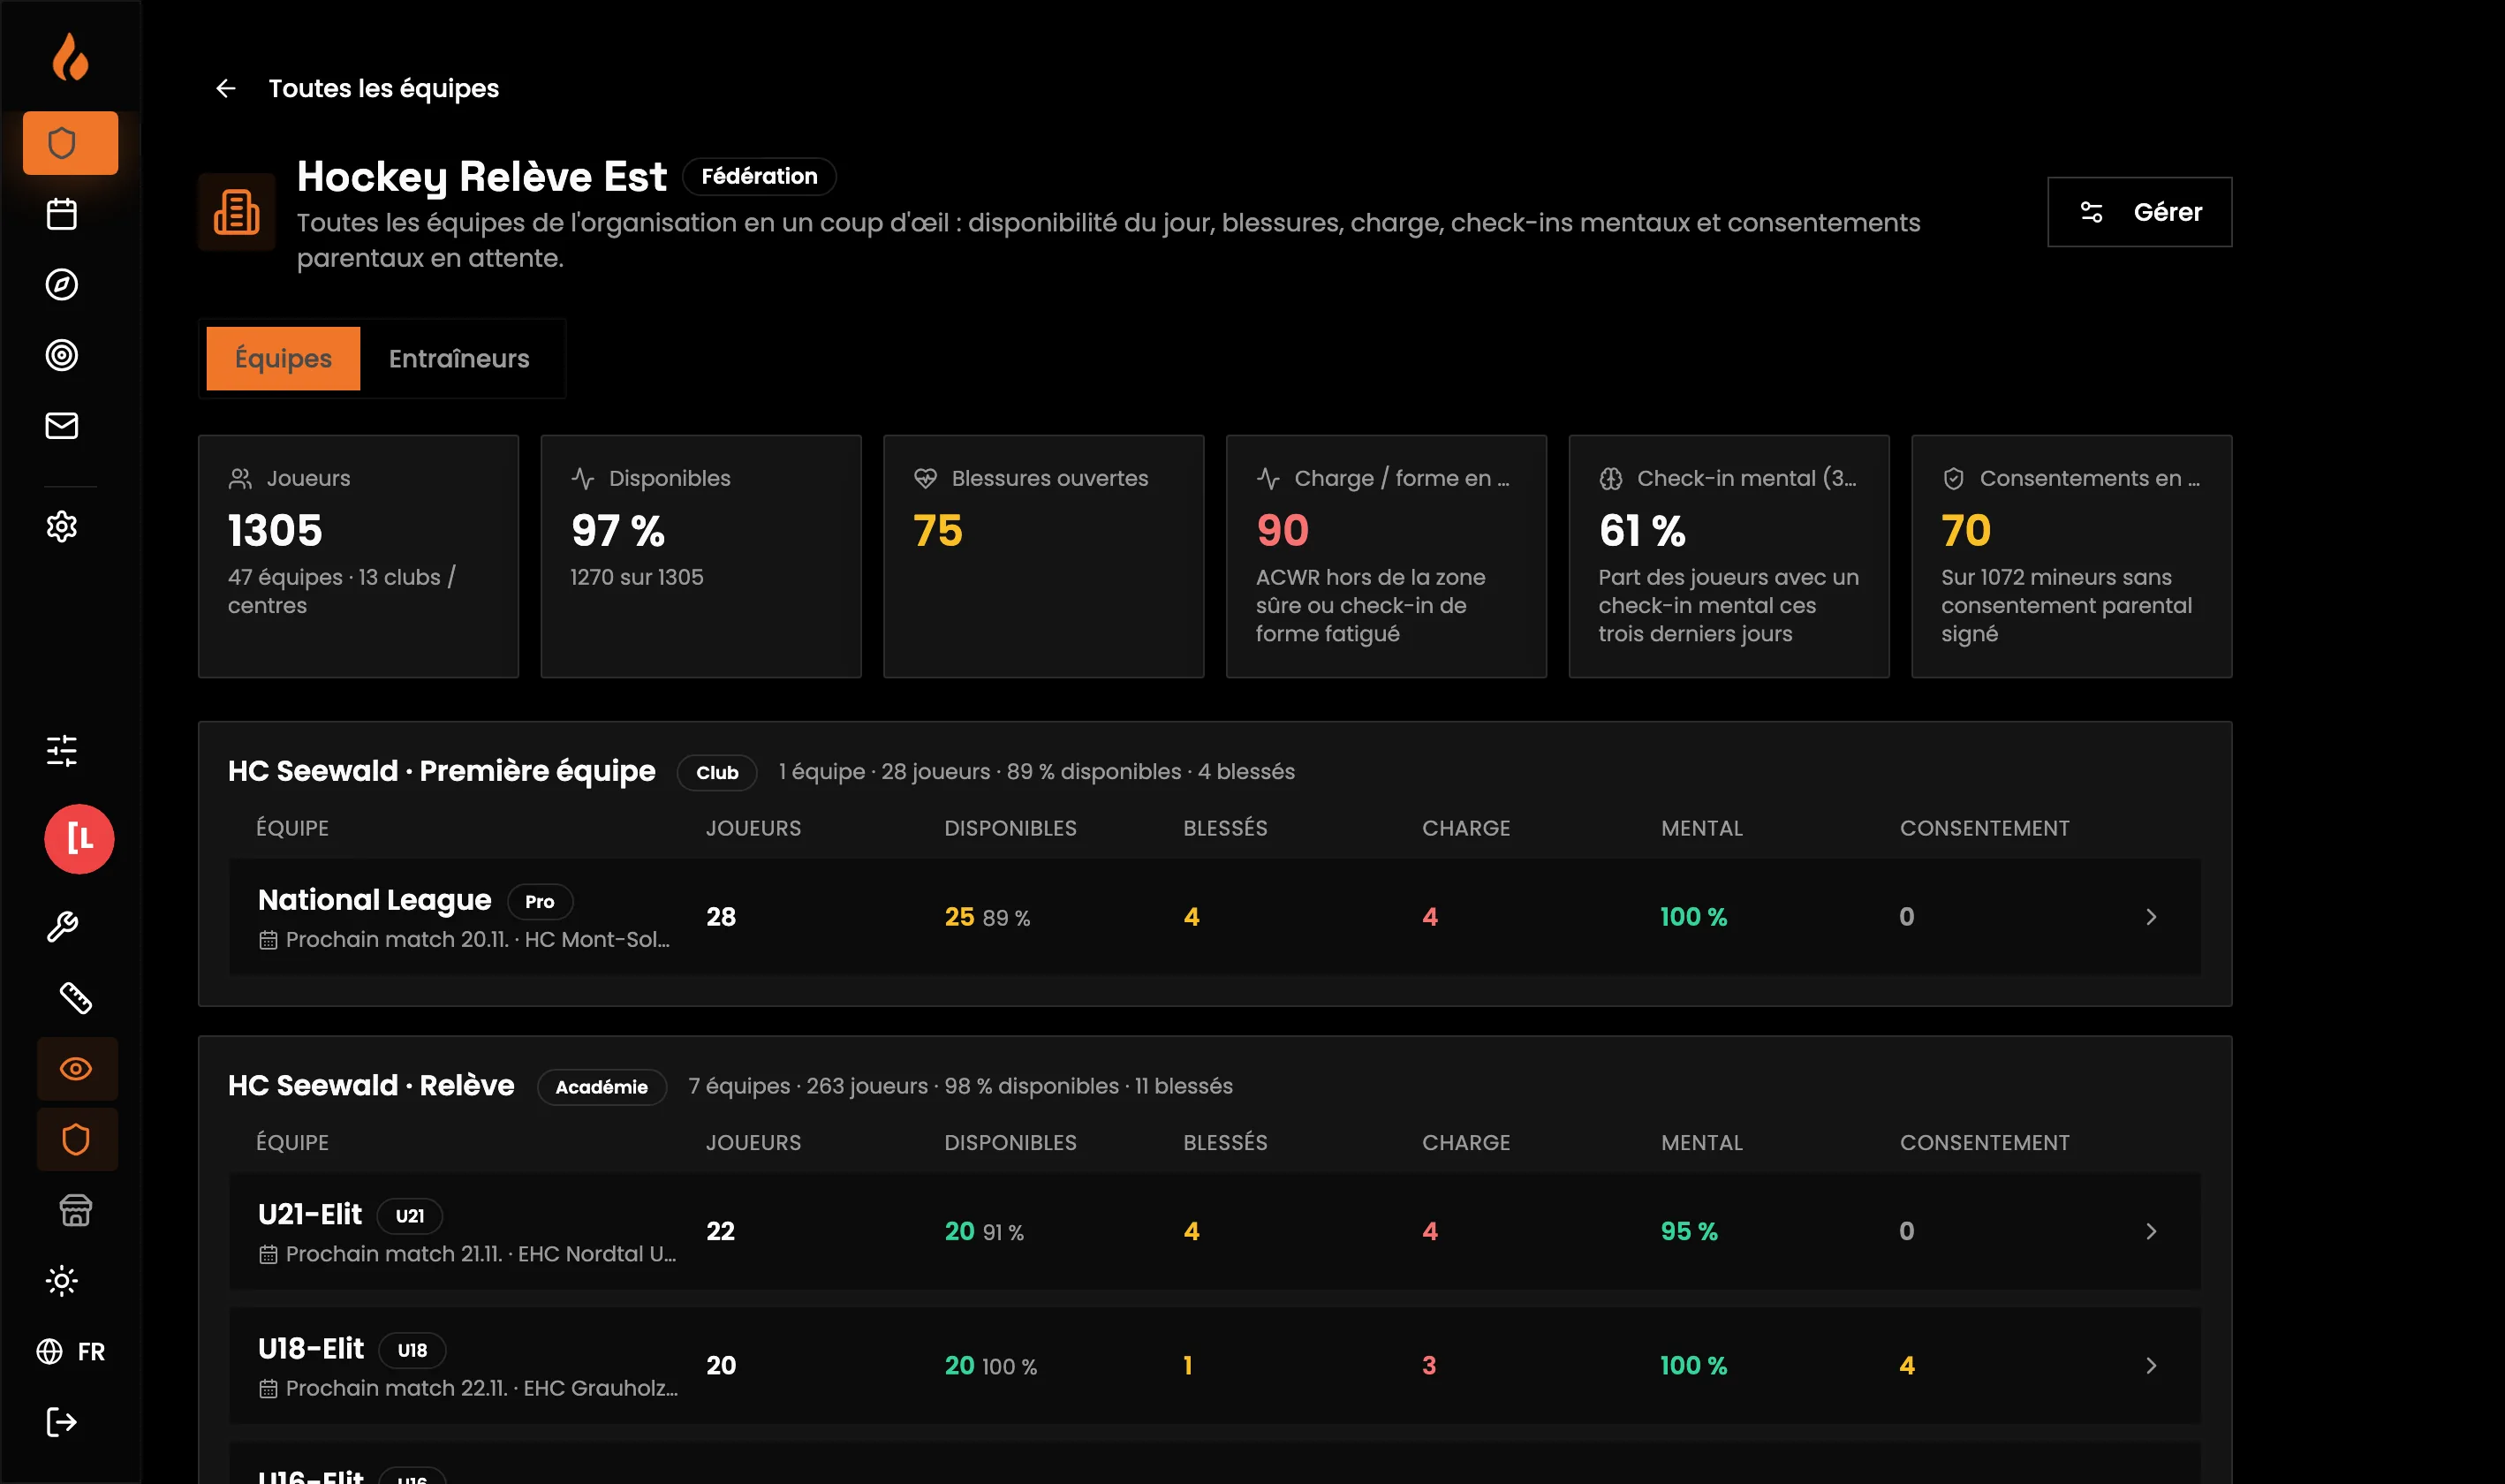 Toutes les équipes
Hockey Relève Est
Fédération
Toutes les équipes de l'organisation en un coup d'œil : disponibilité du jour, blessures, charge, check-ins mentaux et consentements
parentaux en attente.
Gérer
Équipes
Entraîneurs
Joueurs
1305
47 équipes · 13 clubs /
centres
Disponibles
97 %
1270 sur 1305
Blessures ouvertes
75
Charge / forme en ...
90
ACWR hors de la zone
sûre ou check-in de
forme fatigué
Check-in mental (3...
61 %
Part des joueurs avec un
check-in mental ces
trois derniers jours
Consentements en ...
70
Sur 1072 mineurs sans
consentement parental
signé
HC Seewald · Première équipe
Club
1 équipe · 28 joueurs · 89 % disponibles · 4 blessés
ÉQUIPE JOUEURS DISPONIBLES BLESSÉS CHARGE MENTAL CONSENTEMENT
National League Pro
28 25 89 % 4 4 100 % 0
Prochain match 20.11. · HC Mont-Sol...
HC Seewald · Relève
Académie
7 équipes · 263 joueurs · 98 % disponibles · 11 blessés
ÉQUIPE JOUEURS DISPONIBLES BLESSÉS CHARGE MENTAL CONSENTEMENT
U21-Elit U21
22 20 91 % 4 4 95 % 0
Prochain match 21.11. · EHC Nordtal U...
U18-Elit U18
20 20 100 % 1 3 100 % 4
Prochain match 22.11. · EHC Grauholz...
U16-Elit U16
[L
FR